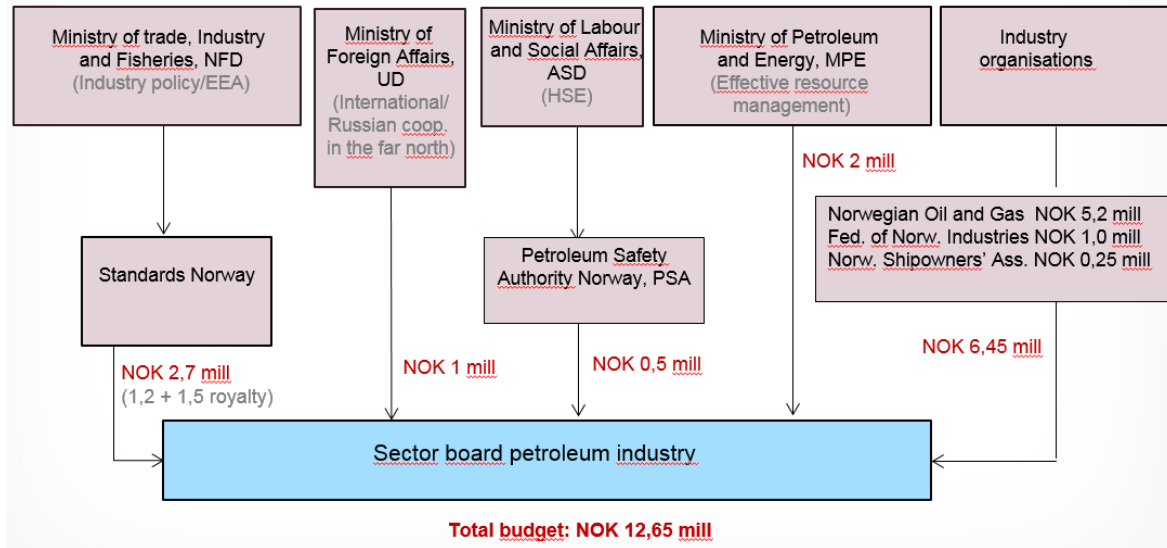 Ministry of trade, Industry
and Fisheries, NFD
(Industry policy/EEA)
Ministry of
Foreign Affairs,
UD
(International/
Russian coop.
in the far north)
Ministry of Labour
and Social Affairs,
ASD
(HSE)
Ministry of Petroleum
and Energy, MPE
(Effective resource
management)
Industry
organisations
NOK 2 mill
Norwegian Oil and Gas NOK 5,2 mill
Fed. of Norw. Industries NOK 1,0 mill
Norw. Shipowners' Ass. NOK 0,25 mill
Standards Norway
Petroleum Safety
Authority Norway, PSA
NOK 2,7 mill
(1,2 + 1,5 royalty)
NOK 1 mill
NOK 0,5 mill
NOK 6,45 mill
Sector board petroleum industry
Total budget: NOK 12,65 mill